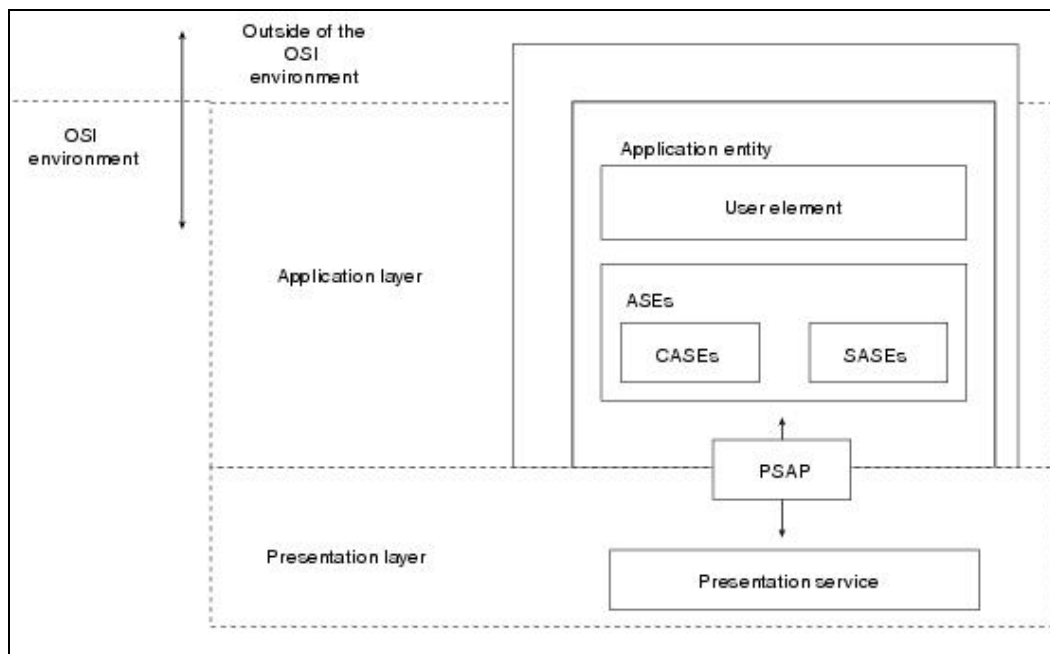 Outside of the
OSI
environment
OSI
environment
Application entity
User element
Application layer
ASEs
CASEs
SASEs
PSAP
Presentation layer
Presentation service